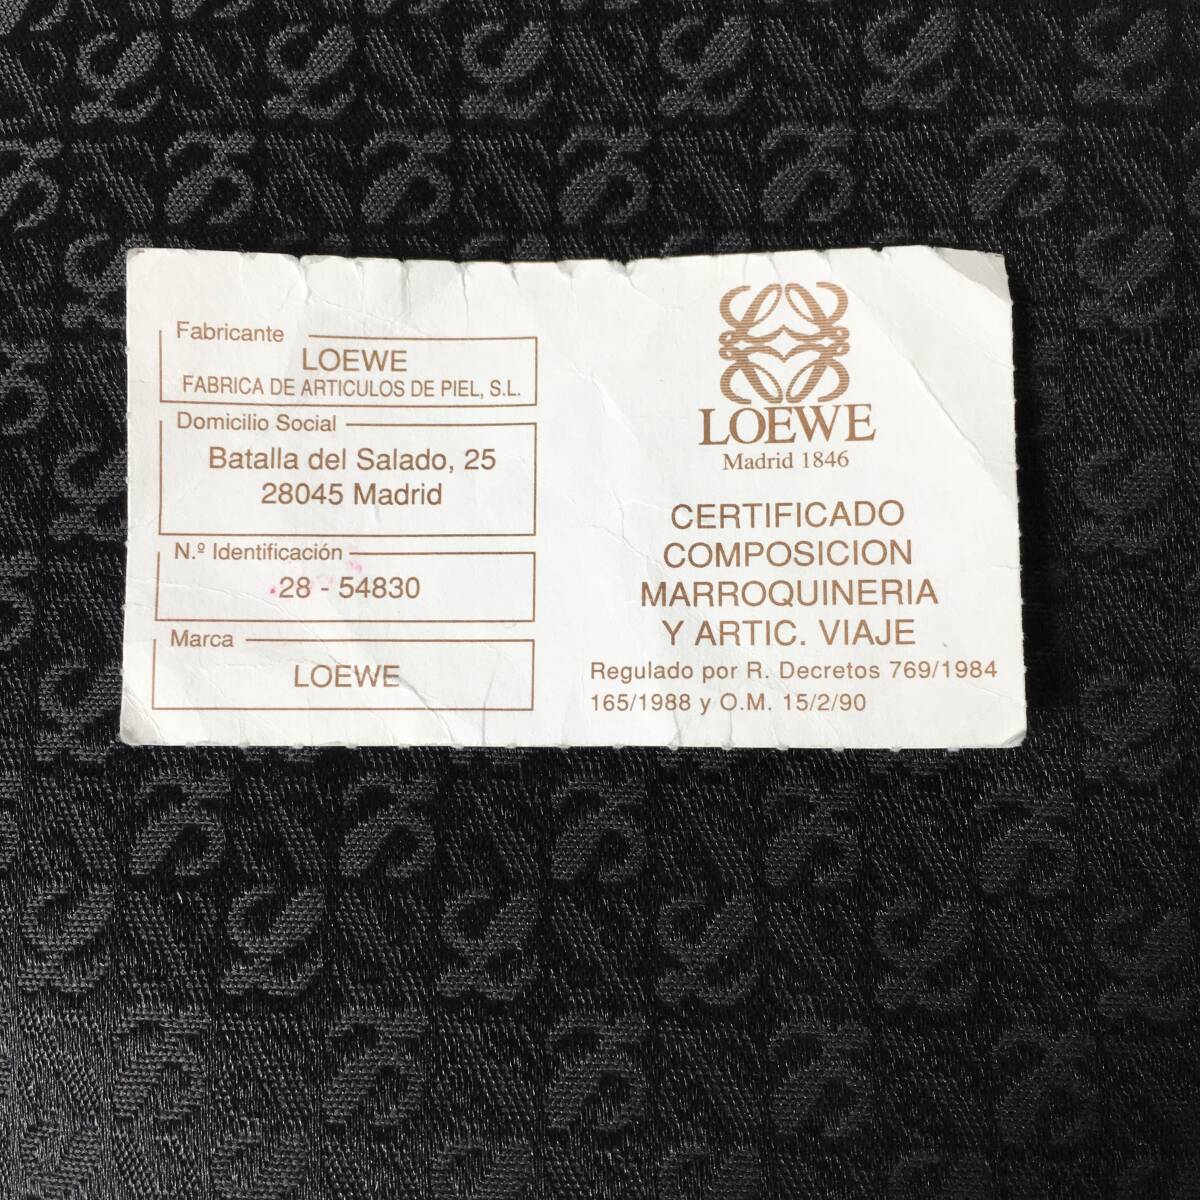 Fabricante
LOEWE
FABRICA DE ARTICULOS DE PIEL, S.L.
Domicilio Social
Batalla del Salado, 25
28045 Madrid
N.º Identificación
28 - 54830
Marca
LOEWE
LOEWE
Madrid 1846
CERTIFICADO
COMPOSICION
MARROQUINERIA
Y ARTIC. VIAJE
Regulado por R. Decretos 769/1984
165/1988 y O.M. 15/2/90